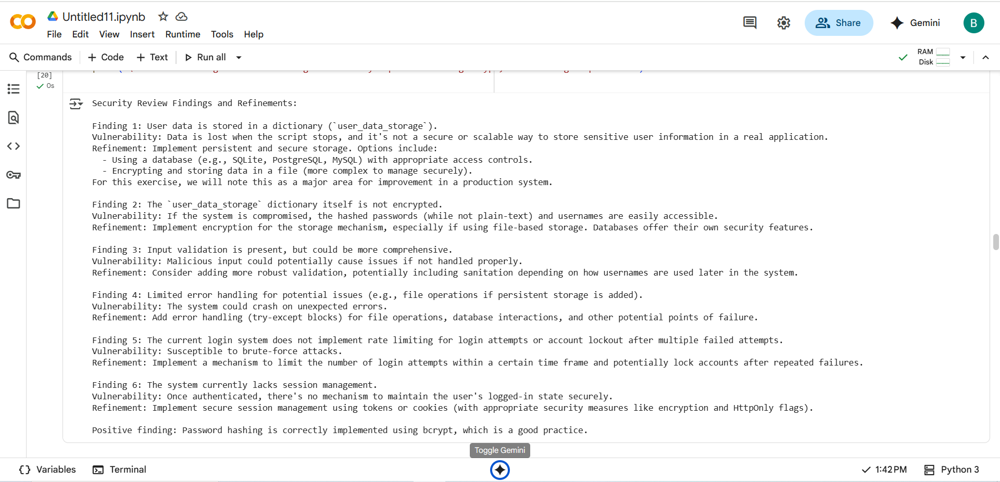 Untitled11.ipynb
File Edit View Insert Runtime Tools Help
Share
Gemini
B
Commands + Code + Text Run all
RAM
Disk
[20]
0s
Security Review Findings and Refinements:
Finding 1: User data is stored in a dictionary (`user_data_storage`).
Vulnerability: Data is lost when the script stops, and it's not a secure or scalable way to store sensitive user information in a real application.
Refinement: Implement persistent and secure storage. Options include:
- Using a database (e.g., SQLite, PostgreSQL, MySQL) with appropriate access controls.
- Encrypting and storing data in a file (more complex to manage securely).
For this exercise, we will note this as a major area for improvement in a production system.
Finding 2: The `user_data_storage` dictionary itself is not encrypted.
Vulnerability: If the system is compromised, the hashed passwords (while not plain-text) and usernames are easily accessible.
Refinement: Implement encryption for the storage mechanism, especially if using file-based storage. Databases offer their own security features.
Finding 3: Input validation is present, but could be more comprehensive.
Vulnerability: Malicious input could potentially cause issues if not handled properly.
Refinement: Consider adding more robust validation, potentially including sanitation depending on how usernames are used later in the system.
Finding 4: Limited error handling for potential issues (e.g., file operations if persistent storage is added).
Vulnerability: The system could crash on unexpected errors.
Refinement: Add error handling (try-except blocks) for file operations, database interactions, and other potential points of failure.
Finding 5: The current login system does not implement rate limiting for login attempts or account lockout after multiple failed attempts.
Vulnerability: Susceptible to brute-force attacks.
Refinement: Implement a mechanism to limit the number of login attempts within a certain time frame and potentially lock accounts after repeated failures.
Finding 6: The system currently lacks session management.
Vulnerability: Once authenticated, there's no mechanism to maintain the user's logged-in state securely.
Refinement: Implement secure session management using tokens or cookies (with appropriate security measures like encryption and HttpOnly flags).
Positive finding: Password hashing is correctly implemented using bcrypt, which is a good practice.
Toggle Gemini
Variables Terminal
1:42 PM Python 3